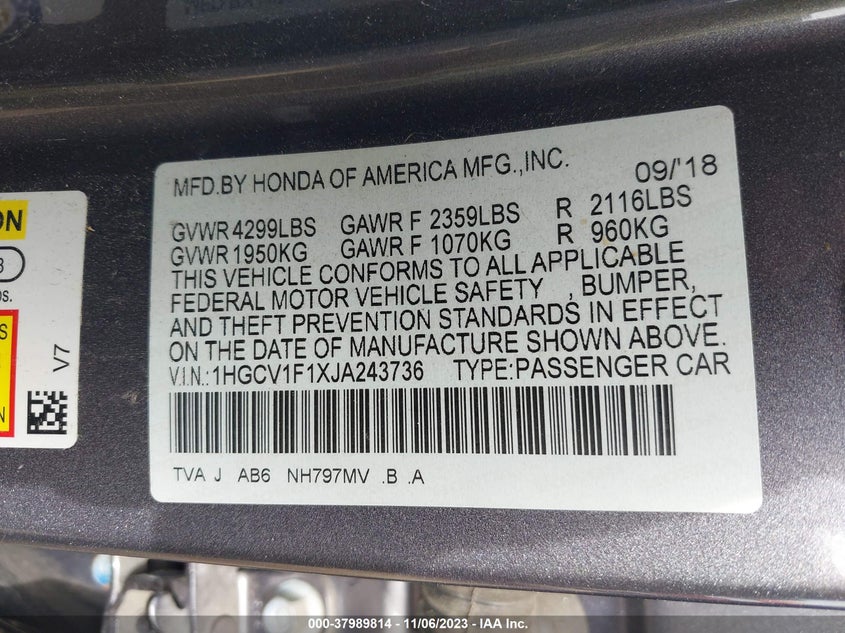 MFD.BY HONDA OF AMERICA MFG.,INC. 09/'18
GVWR 4299LBS GAWR F 2359LBS R 2116LBS
GVWR 1950KG GAWR F 1070KG R 960KG
THIS VEHICLE CONFORMS TO ALL APPLICABLE
FEDERAL MOTOR VEHICLE SAFETY , BUMPER,
AND THEFT PREVENTION STANDARDS IN EFFECT
ON THE DATE OF MANUFACTURE SHOWN ABOVE.
V.I.N.:1HGCV1F1XJA243736 TYPE:PASSENGER CAR
TVA J AB6 NH797MV .B .A
V7
000-37989814 - 11/06/2023 - IAA Inc.